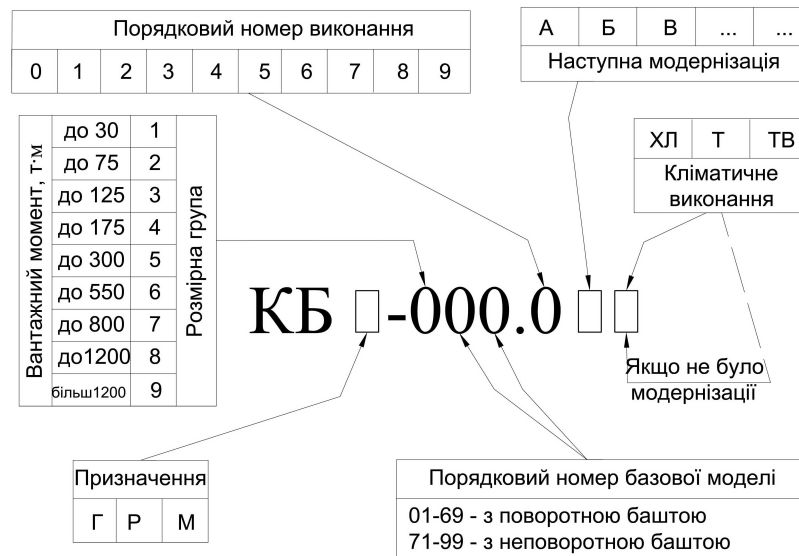 Порядковий номер виконання
0 1 2 3 4 5 6 7 8 9
А Б В ... ...
Наступна модернізація
ХЛ Т ТВ
Кліматичне
виконання
Вантажний момент, т·м
до 30 1
до 75 2
до 125 3
до 175 4
до 300 5
до 550 6
до 800 7
до1200 8
більш1200 9
Розмірна група
КБ -000.0
Якщо не було
модернізації
Призначення
Г Р М
Порядковий номер базової моделі
01-69 - з поворотною баштою
71-99 - з неповоротною баштою